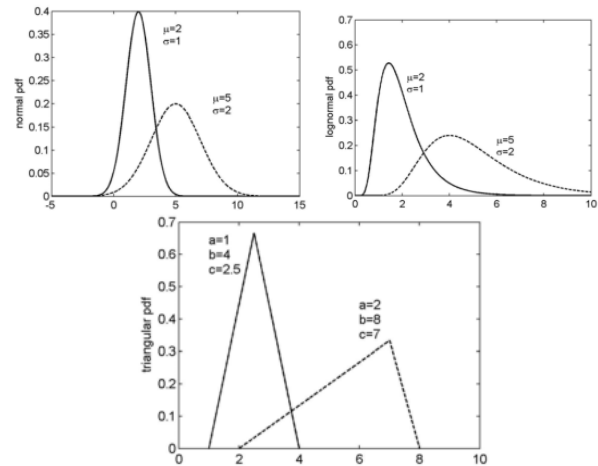 normal pdf
0.4
0.35
0.3
0.25
0.2
0.15
0.1
0.05
0
-5
0
5
10
15
μ=2
σ=1
μ=5
σ=2
lognormal pdf
0.7
0.6
0.5
0.4
0.3
0.2
0.1
0
0
2
4
6
8
10
μ=2
σ=1
μ=5
σ=2
triangular pdf
0.7
0.6
0.5
0.4
0.3
0.2
0.1
0
0
2
4
6
8
10
a=1
b=4
c=2.5
a=2
b=8
c=7